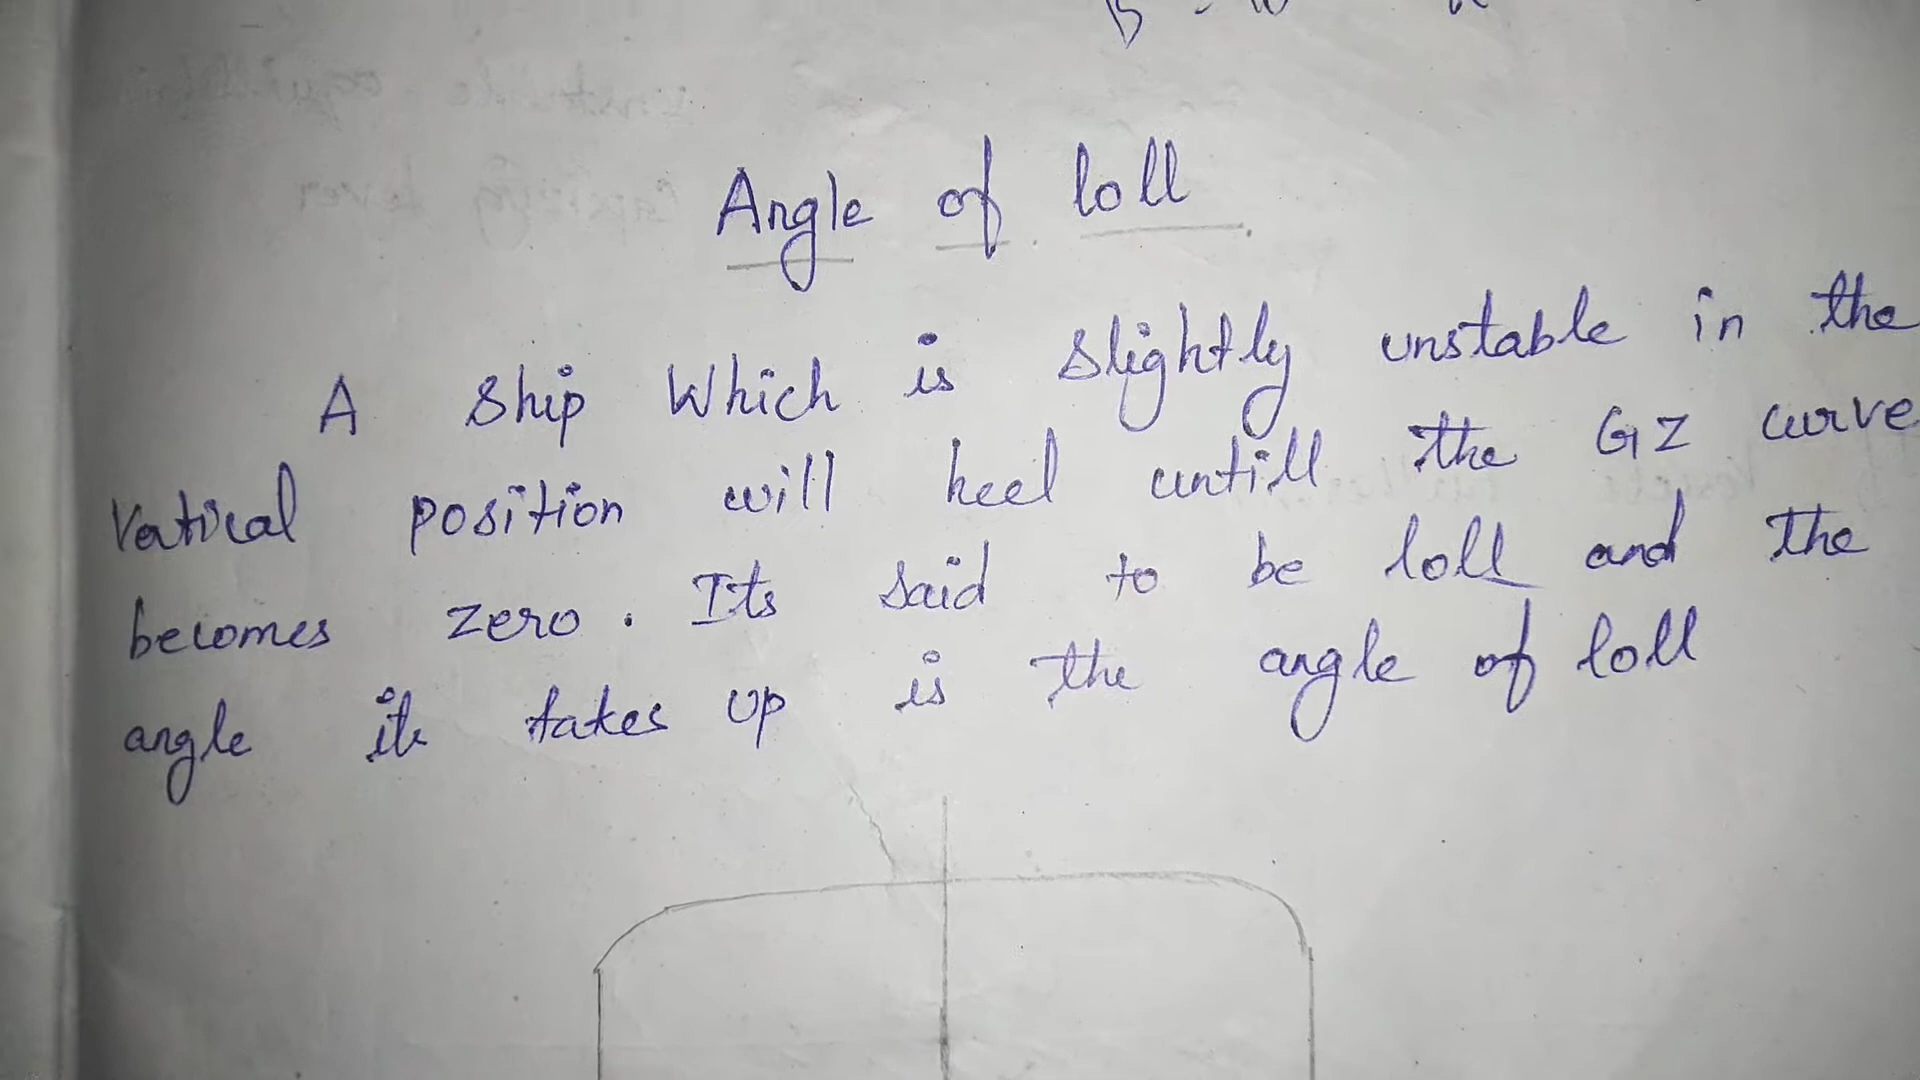 Angle of loll
A Ship Which is slightly unstable in the
Vertical position will heel untill the GZ curve
becomes zero. Its said to be loll and the
angle it takes up is the angle of loll